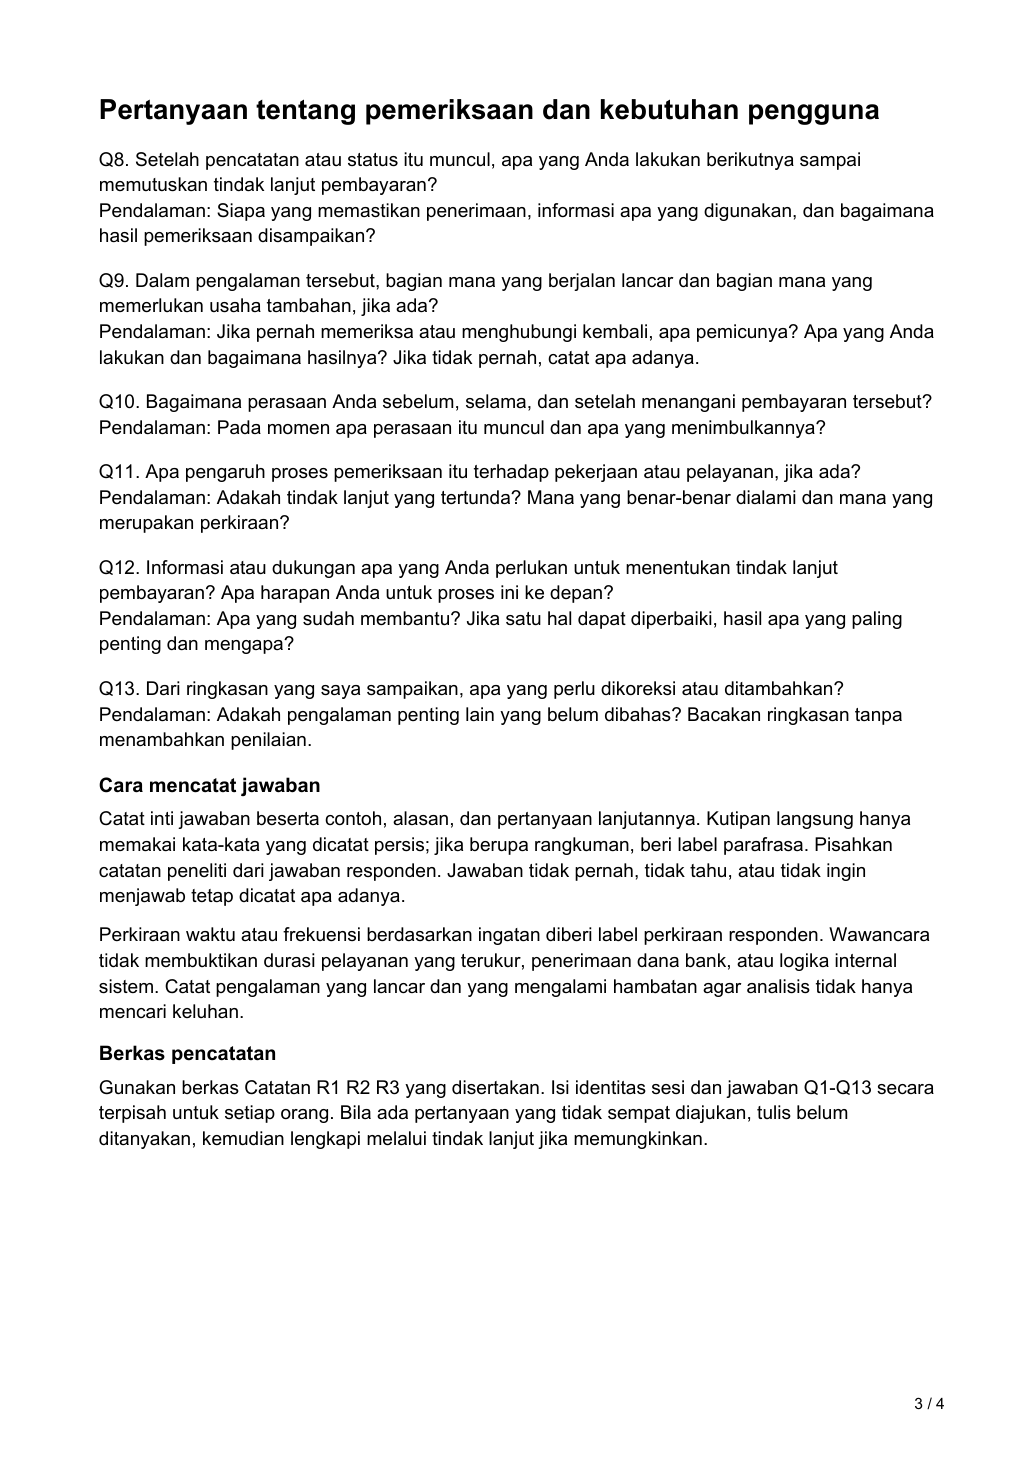 Pertanyaan tentang pemeriksaan dan kebutuhan pengguna
Q8. Setelah pencatatan atau status itu muncul, apa yang Anda lakukan berikutnya sampai
memutuskan tindak lanjut pembayaran?
Pendalaman: Siapa yang memastikan penerimaan, informasi apa yang digunakan, dan bagaimana
hasil pemeriksaan disampaikan?
Q9. Dalam pengalaman tersebut, bagian mana yang berjalan lancar dan bagian mana yang
memerlukan usaha tambahan, jika ada?
Pendalaman: Jika pernah memeriksa atau menghubungi kembali, apa pemicunya? Apa yang Anda
lakukan dan bagaimana hasilnya? Jika tidak pernah, catat apa adanya.
Q10. Bagaimana perasaan Anda sebelum, selama, dan setelah menangani pembayaran tersebut?
Pendalaman: Pada momen apa perasaan itu muncul dan apa yang menimbulkannya?
Q11. Apa pengaruh proses pemeriksaan itu terhadap pekerjaan atau pelayanan, jika ada?
Pendalaman: Adakah tindak lanjut yang tertunda? Mana yang benar-benar dialami dan mana yang
merupakan perkiraan?
Q12. Informasi atau dukungan apa yang Anda perlukan untuk menentukan tindak lanjut
pembayaran? Apa harapan Anda untuk proses ini ke depan?
Pendalaman: Apa yang sudah membantu? Jika satu hal dapat diperbaiki, hasil apa yang paling
penting dan mengapa?
Q13. Dari ringkasan yang saya sampaikan, apa yang perlu dikoreksi atau ditambahkan?
Pendalaman: Adakah pengalaman penting lain yang belum dibahas? Bacakan ringkasan tanpa
menambahkan penilaian.
Cara mencatat jawaban
Catat inti jawaban beserta contoh, alasan, dan pertanyaan lanjutannya. Kutipan langsung hanya
memakai kata-kata yang dicatat persis; jika berupa rangkuman, beri label parafrasa. Pisahkan
catatan peneliti dari jawaban responden. Jawaban tidak pernah, tidak tahu, atau tidak ingin
menjawab tetap dicatat apa adanya.
Perkiraan waktu atau frekuensi berdasarkan ingatan diberi label perkiraan responden. Wawancara
tidak membuktikan durasi pelayanan yang terukur, penerimaan dana bank, atau logika internal
sistem. Catat pengalaman yang lancar dan yang mengalami hambatan agar analisis tidak hanya
mencari keluhan.
Berkas pencatatan
Gunakan berkas Catatan R1 R2 R3 yang disertakan. Isi identitas sesi dan jawaban Q1-Q13 secara
terpisah untuk setiap orang. Bila ada pertanyaan yang tidak sempat diajukan, tulis belum
ditanyakan, kemudian lengkapi melalui tindak lanjut jika memungkinkan.
3 / 4